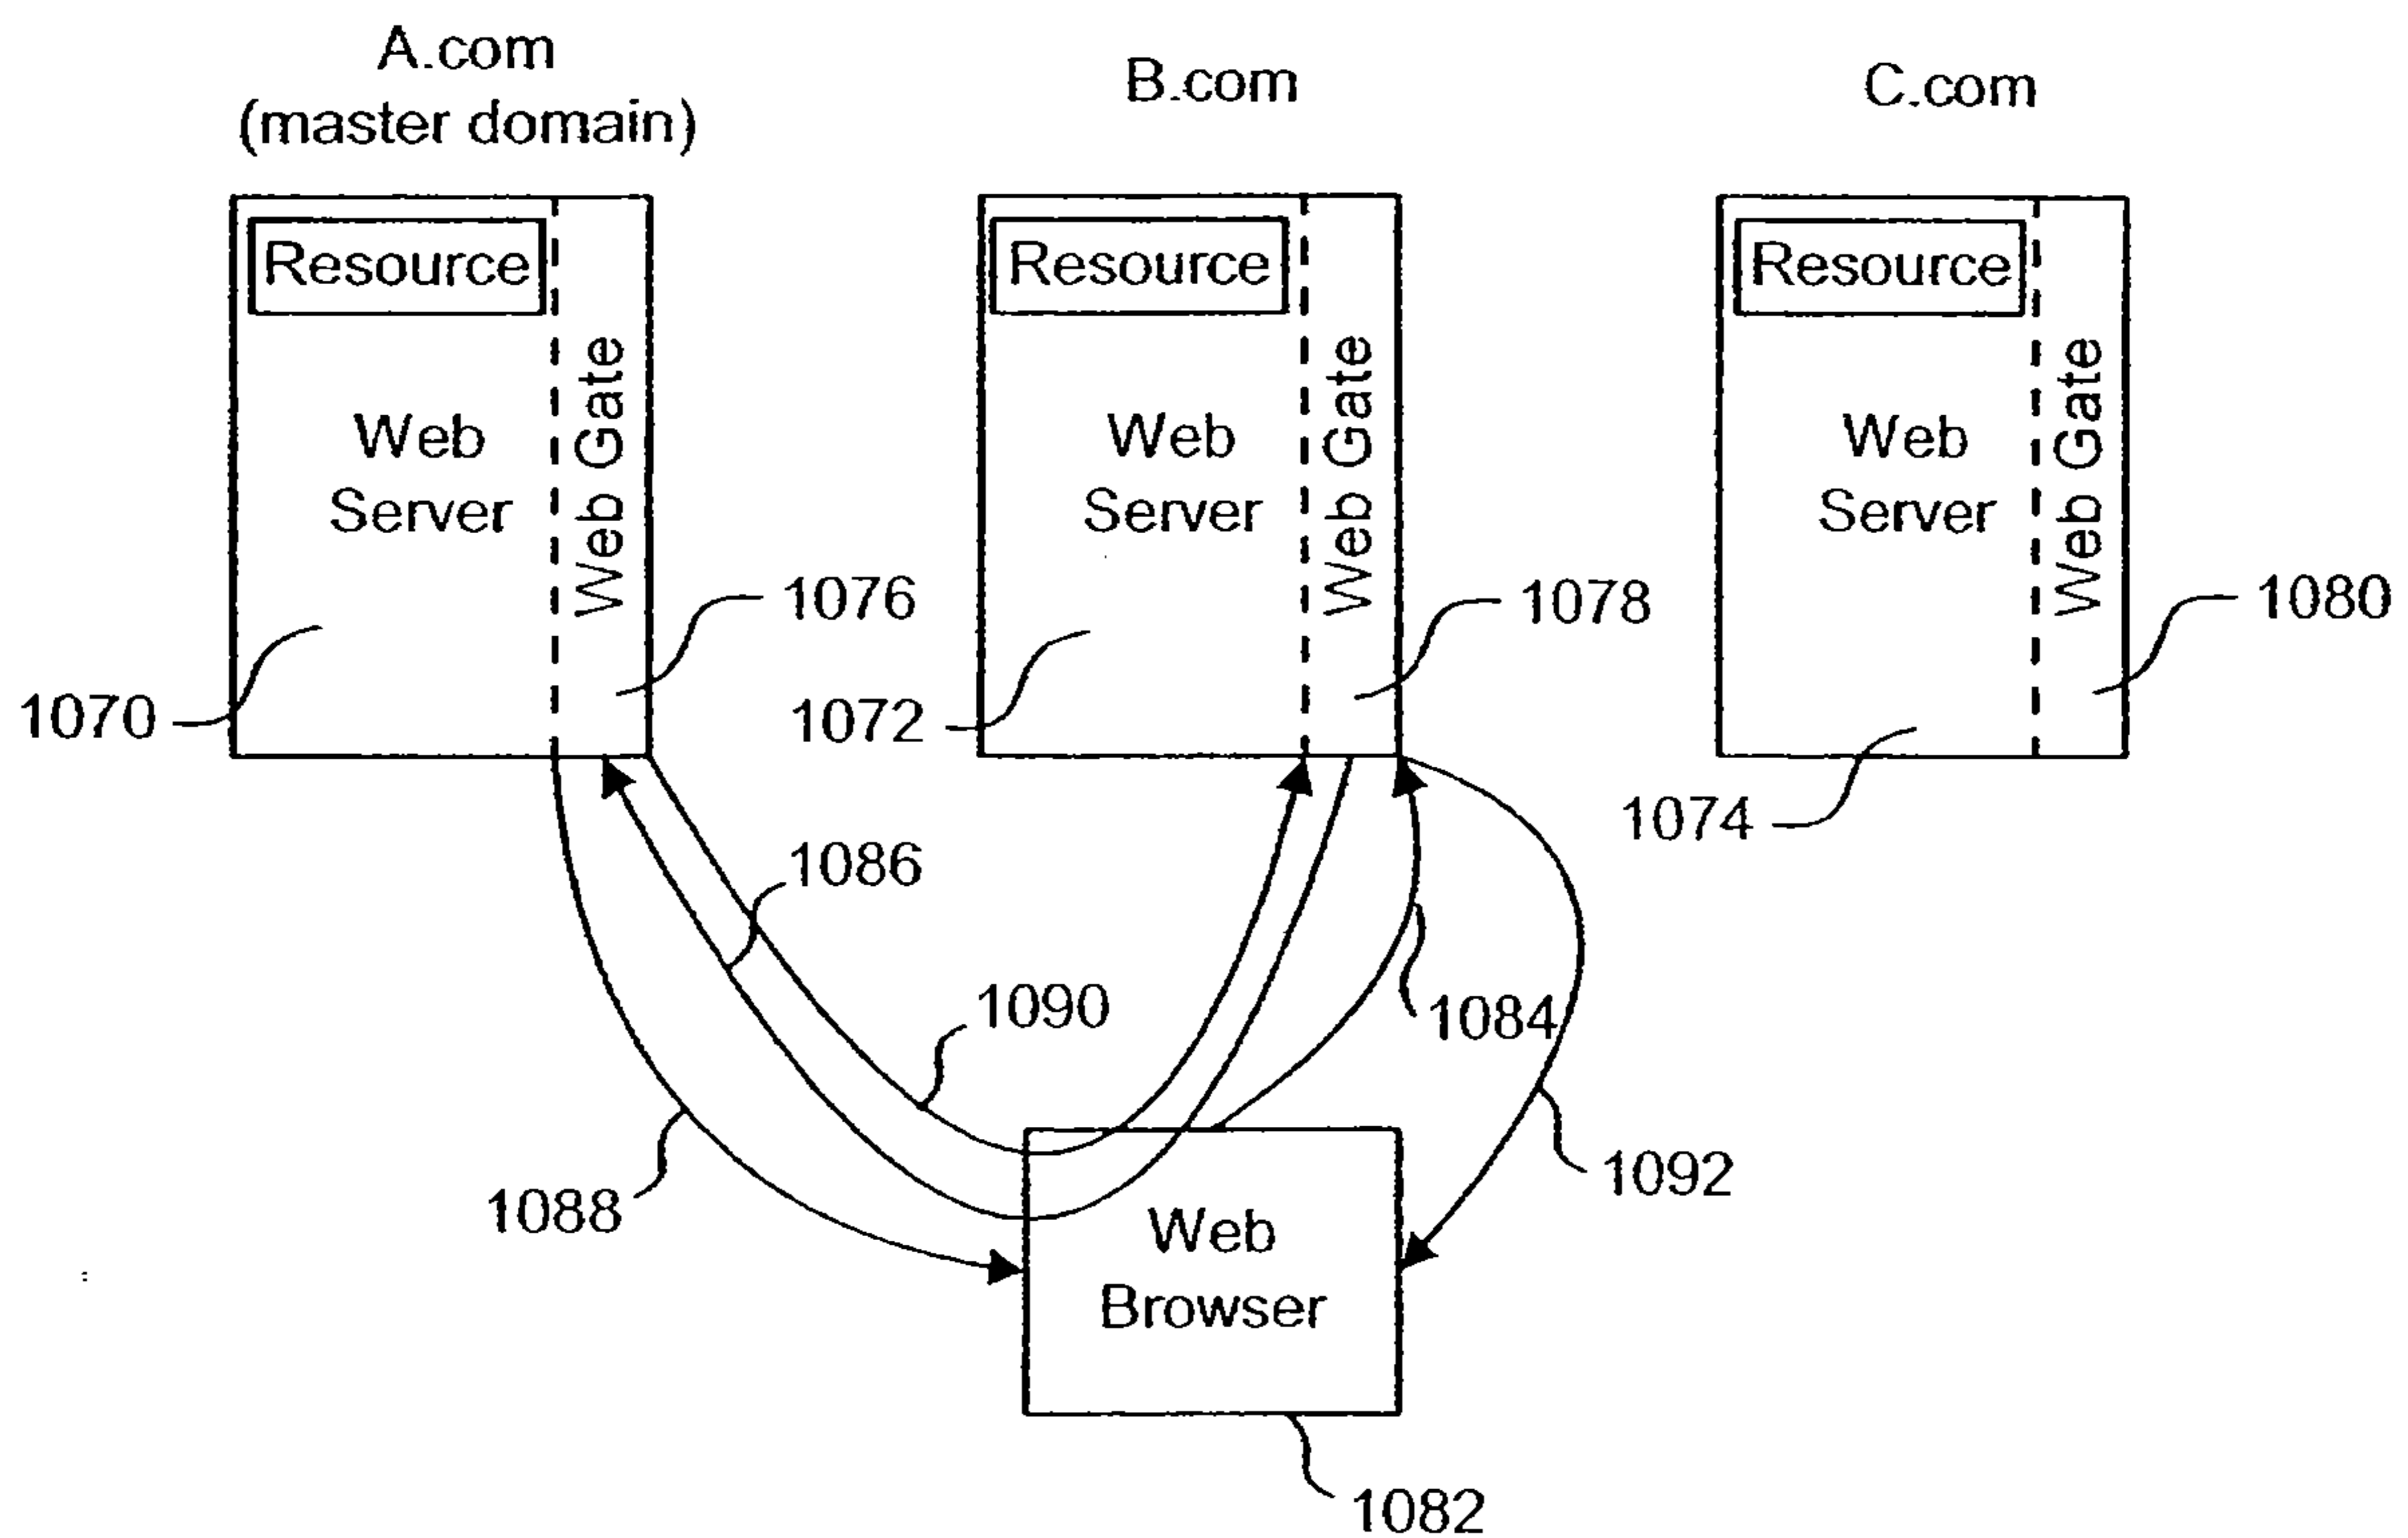 A.com
(master domain)
B.com
C.com
Resource
Web
Server
Web Gate
1070
1076
Resource
Web
Server
Web Gate
1072
1078
Resource
Web
Server
Web Gate
1074
1080
1086
1090
1084
1088
1092
Web
Browser
1082